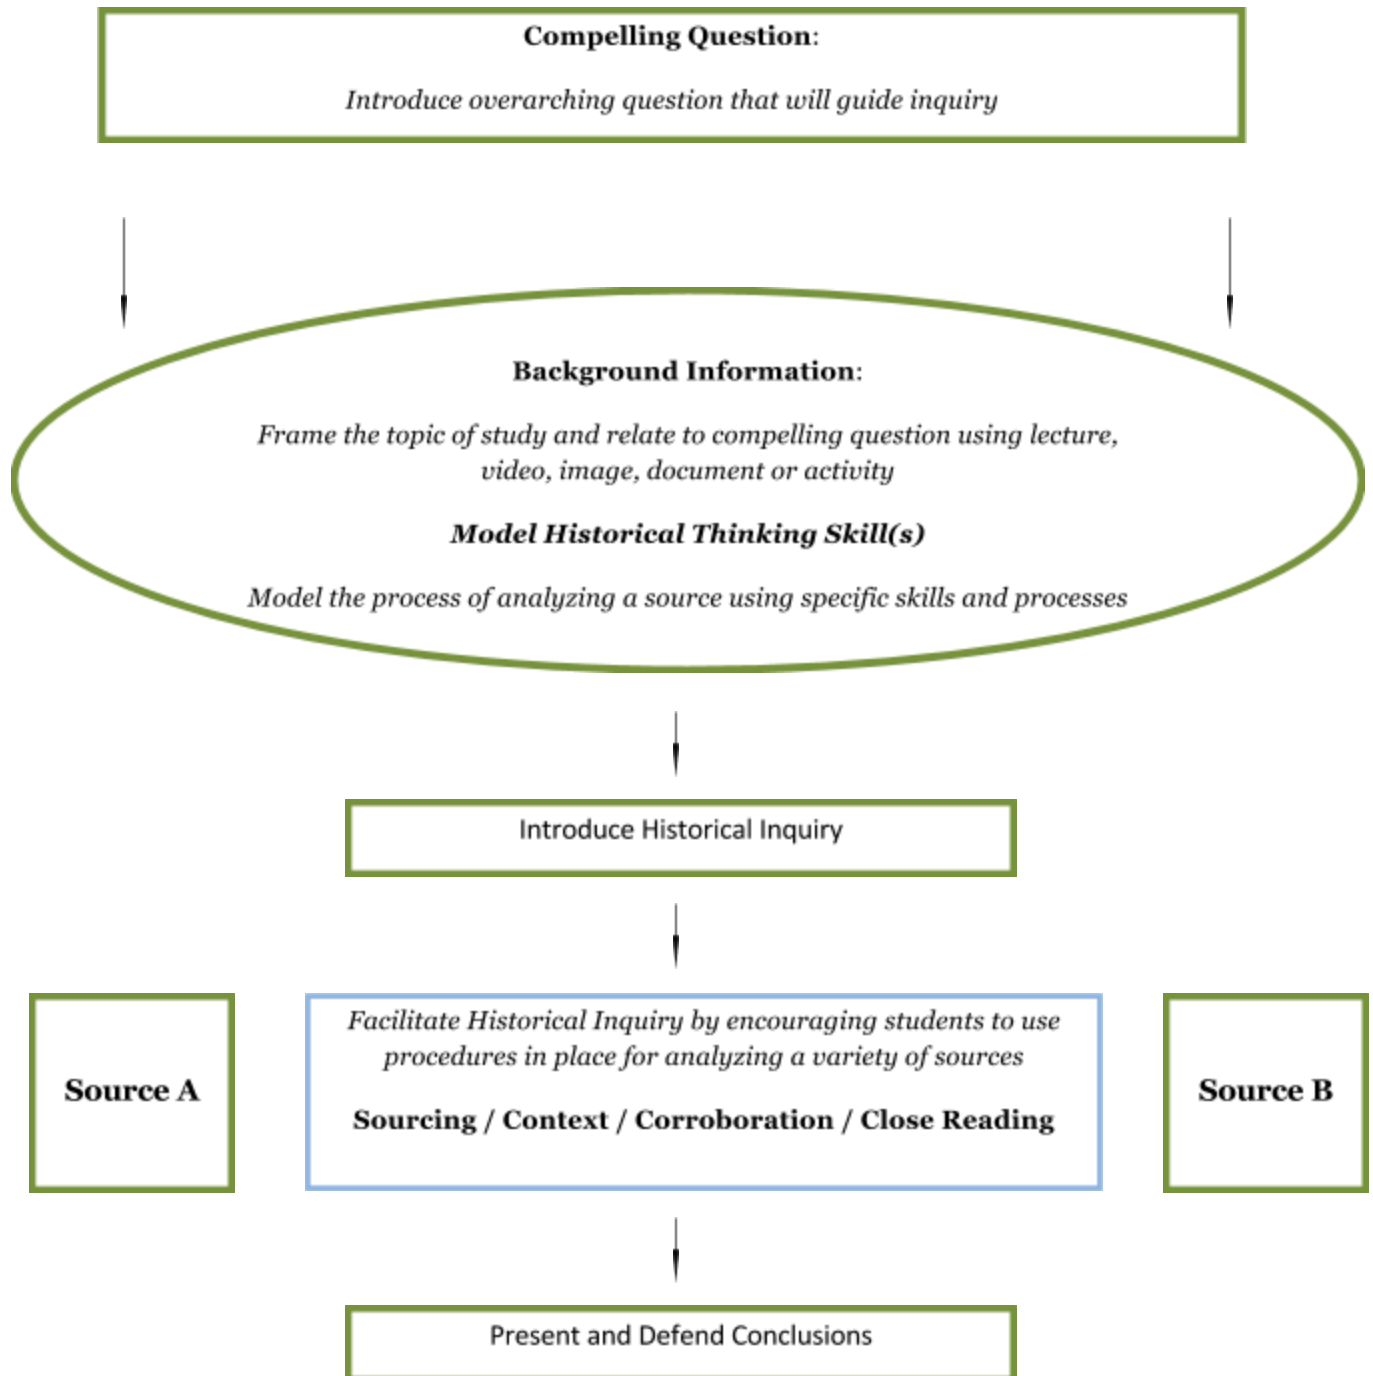 Compelling Question:
Introduce overarching question that will guide inquiry
Background Information:
Frame the topic of study and relate to compelling question using lecture,
video, image, document or activity
Model Historical Thinking Skill(s)
Model the process of analyzing a source using specific skills and processes
Introduce Historical Inquiry
Source A
Facilitate Historical Inquiry by encouraging students to use
procedures in place for analyzing a variety of sources
Sourcing / Context / Corroboration / Close Reading
Source B
Present and Defend Conclusions